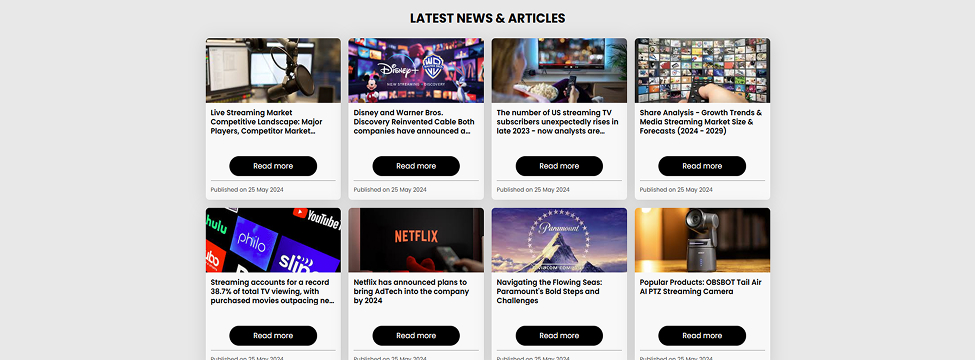 LATEST NEWS & ARTICLES
Disney+
WB
NEW STREAMING · DISCOVERY
Live Streaming Market
Competitive Landscape: Major
Players, Competitor Market...
Disney and Warner Bros.
Discovery Reinvented Cable Both
companies have announced a...
The number of US streaming TV
subscribers unexpectedly rises in
late 2023 - now analysts are...
Share Analysis - Growth Trends &
Media Streaming Market Size &
Forecasts (2024 - 2029)
Read more
Read more
Read more
Read more
Published on 25 May 2024
Published on 25 May 2024
Published on 25 May 2024
Published on 25 May 2024
hulu
YouTube
philo
sling
NETFLIX
Paramount
Streaming accounts for a record
38.7% of total TV viewing, with
purchased movies outpacing ne...
Netflix has announced plans to
bring AdTech into the company
by 2024
Navigating the Flowing Seas:
Paramount's Bold Steps and
Challenges
Popular Products: OBSBOT Tail Air
AI PTZ Streaming Camera
Read more
Read more
Read more
Read more
Published on 25 May 2024
Published on 25 May 2024
Published on 25 May 2024
Published on 25 May 2024